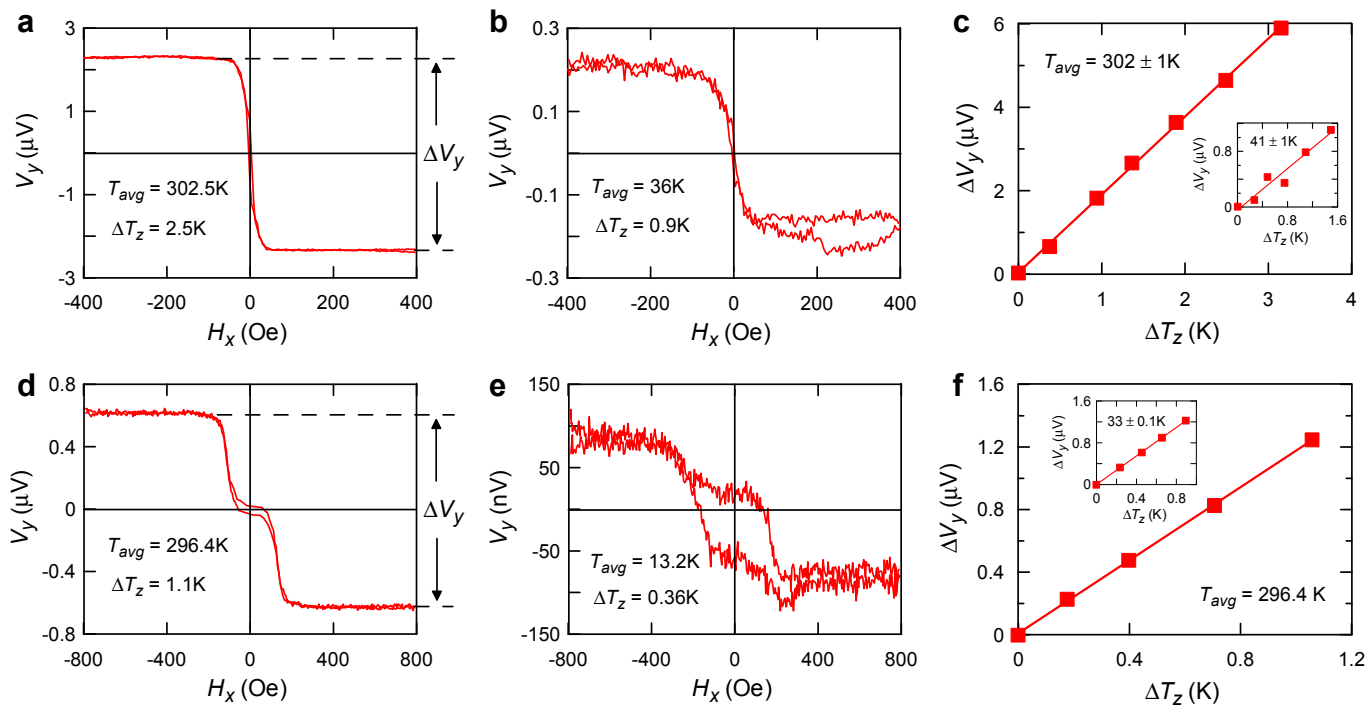 a
3
1
-1
-3
V_y (μV)
T_avg = 302.5K
ΔT_z = 2.5K
ΔV_y
-400
-200
0
200
400
H_x (Oe)
b
0.3
0.1
-0.1
-0.3
V_y (μV)
T_avg = 36K
ΔT_z = 0.9K
-400
-200
0
200
400
H_x (Oe)
c
6
4
2
0
ΔV_y (μV)
T_avg = 302 ± 1K
41 ± 1K
0.8
0.0
ΔV_y (μV)
0.0
0.8
1.6
ΔT_z (K)
0
1
2
3
4
ΔT_z (K)
d
0.8
0.4
0
-0.4
-0.8
V_y (μV)
T_avg = 296.4K
ΔT_z = 1.1K
ΔV_y
-800
-400
0
400
800
H_x (Oe)
e
150
100
50
0
-50
-100
-150
V_y (nV)
T_avg = 13.2K
ΔT_z = 0.36K
-800
-400
0
400
800
H_x (Oe)
f
1.6
1.2
0.8
0.4
0
ΔV_y (μV)
33 ± 0.1K
1.6
0.8
0.0
ΔV_y (μV)
0.0
0.4
0.8
ΔT_z (K)
T_avg = 296.4 K
0
0.4
0.8
1.2
ΔT_z (K)